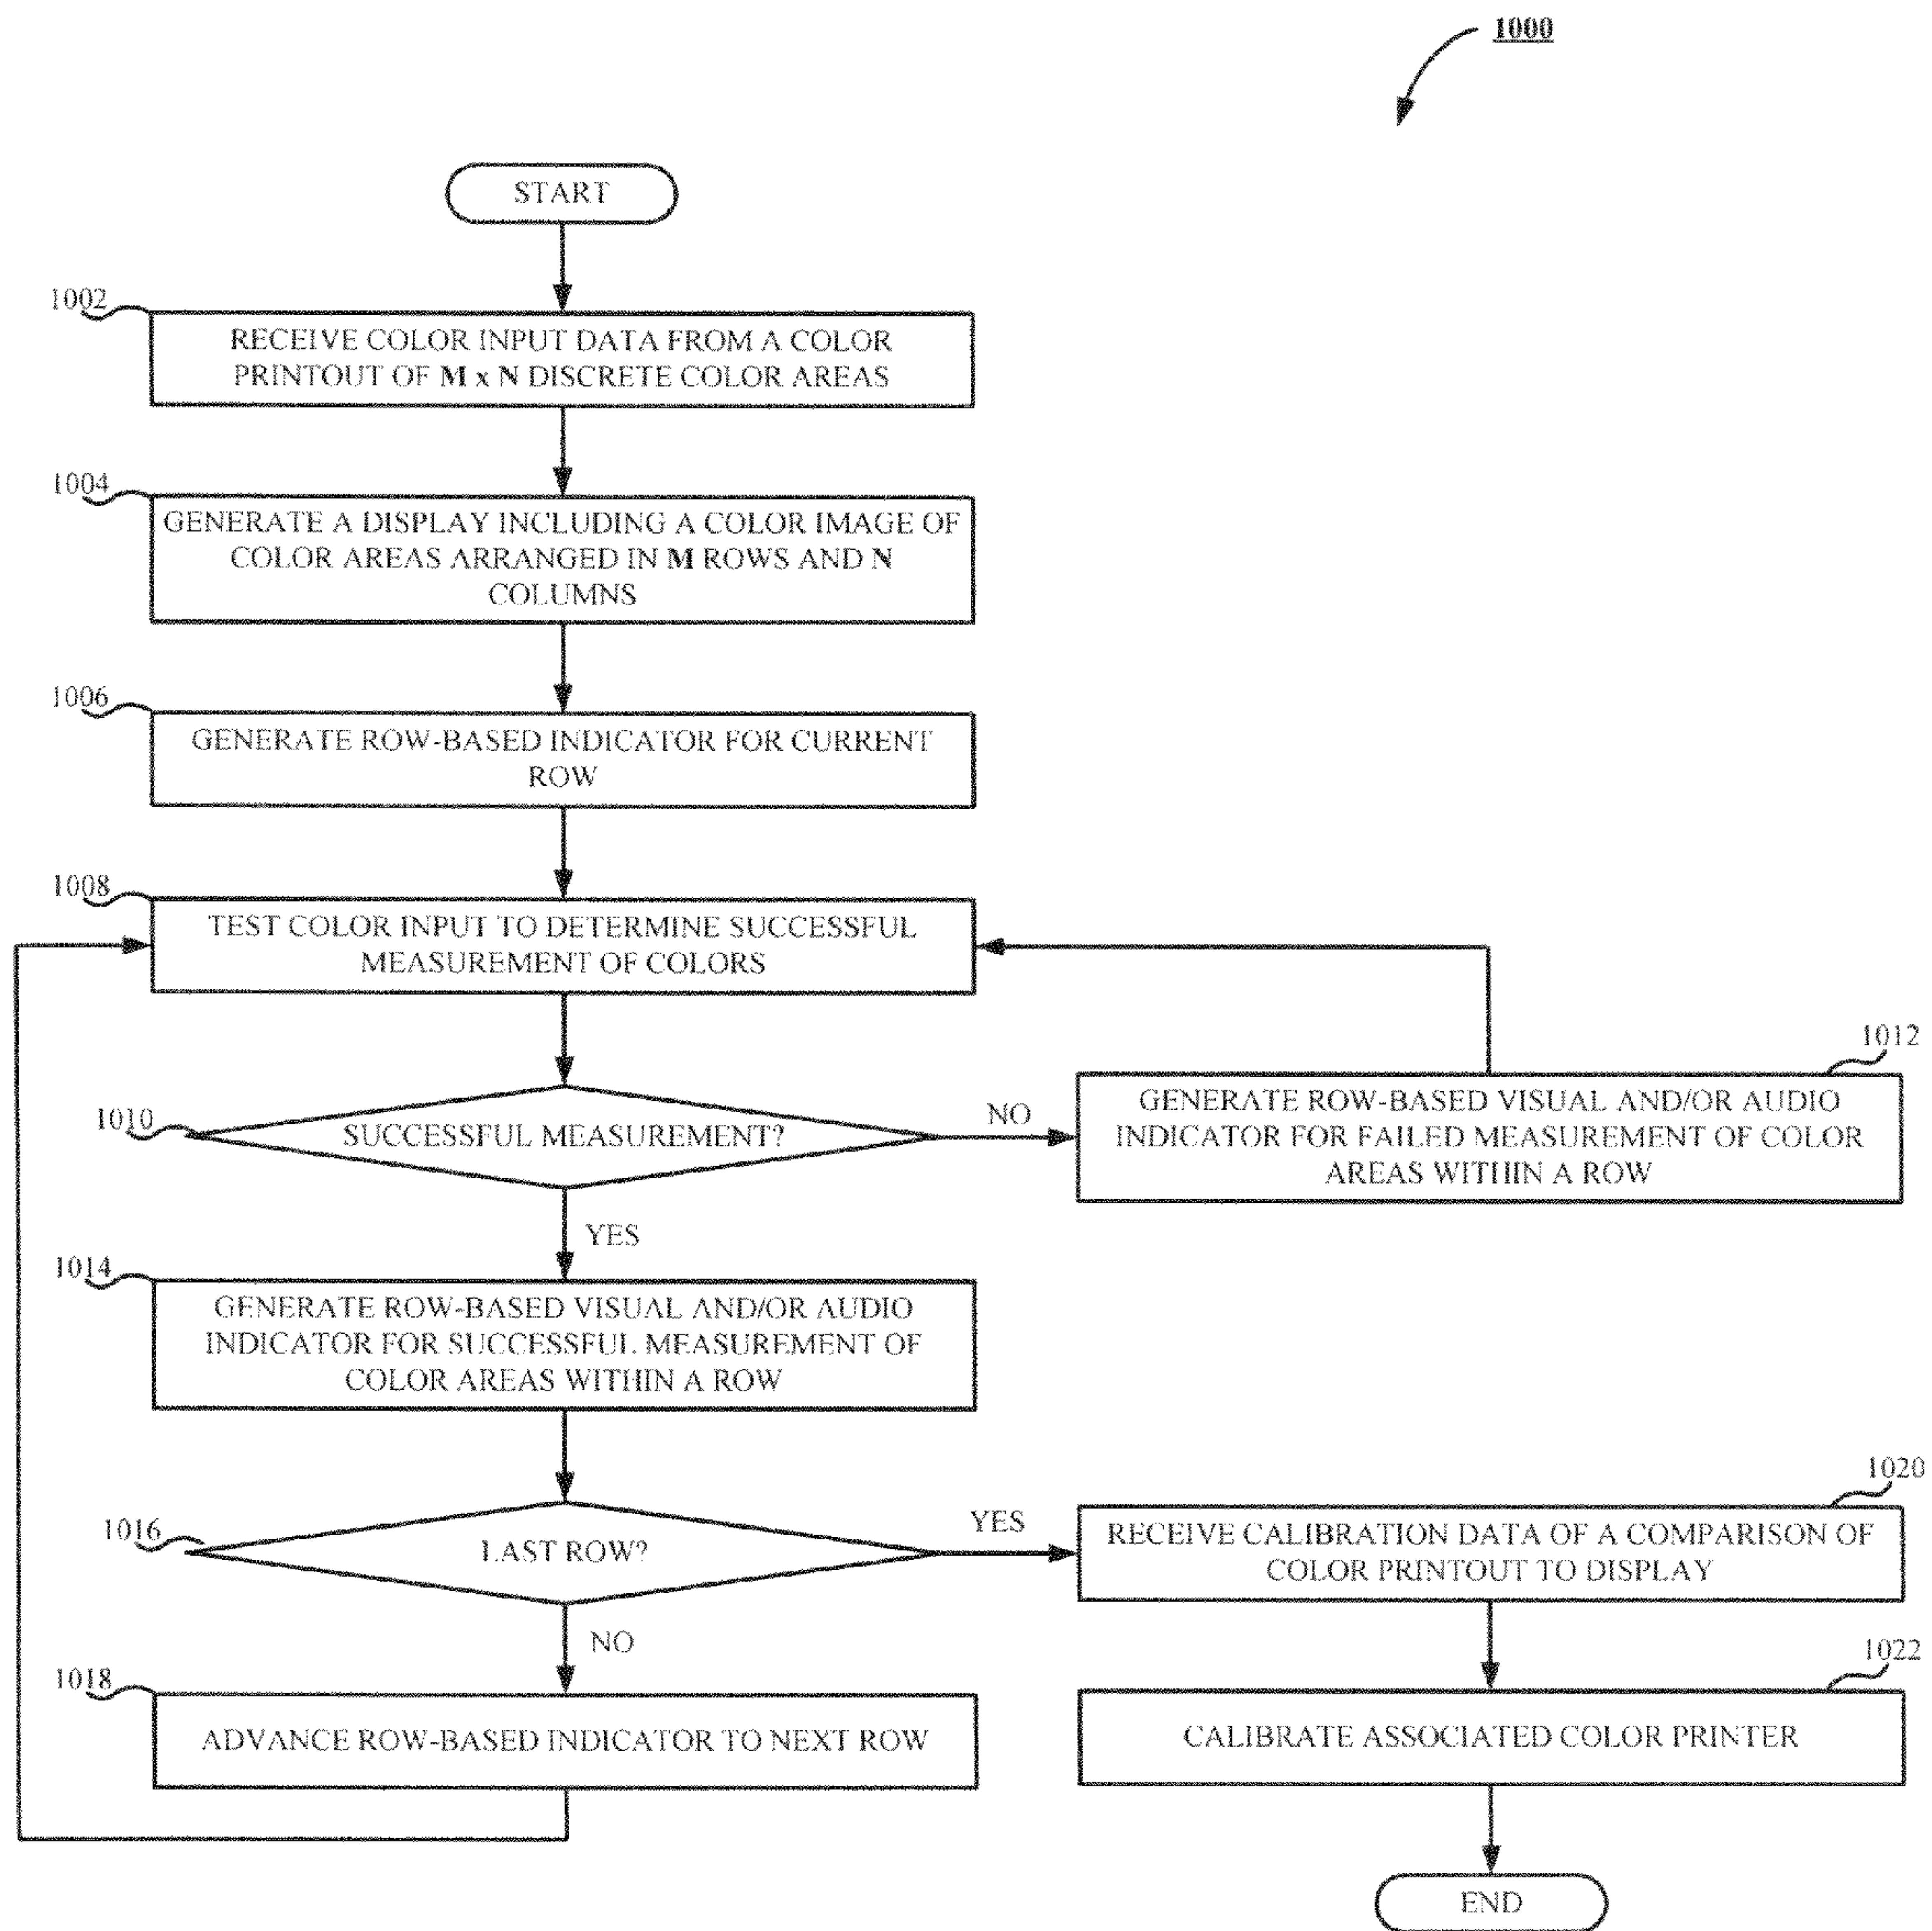 1000
START
1002
RECEIVE COLOR INPUT DATA FROM A COLOR
PRINTOUT OF M x N DISCRETE COLOR AREAS
1004
GENERATE A DISPLAY INCLUDING A COLOR IMAGE OF
COLOR AREAS ARRANGED IN M ROWS AND N
COLUMNS
1006
GENERATE ROW-BASED INDICATOR FOR CURRENT
ROW
1008
TEST COLOR INPUT TO DETERMINE SUCCESSFUL
MEASUREMENT OF COLORS
1010
SUCCESSFUL MEASUREMENT?
NO
1012
GENERATE ROW-BASED VISUAL AND/OR AUDIO
INDICATOR FOR FAILED MEASUREMENT OF COLOR
AREAS WITHIN A ROW
YES
1014
GENERATE ROW-BASED VISUAL AND/OR AUDIO
INDICATOR FOR SUCCESSFUL MEASUREMENT OF
COLOR AREAS WITHIN A ROW
1016
LAST ROW?
YES
1020
RECEIVE CALIBRATION DATA OF A COMPARISON OF
COLOR PRINTOUT TO DISPLAY
NO
1018
ADVANCE ROW-BASED INDICATOR TO NEXT ROW
1022
CALIBRATE ASSOCIATED COLOR PRINTER
END